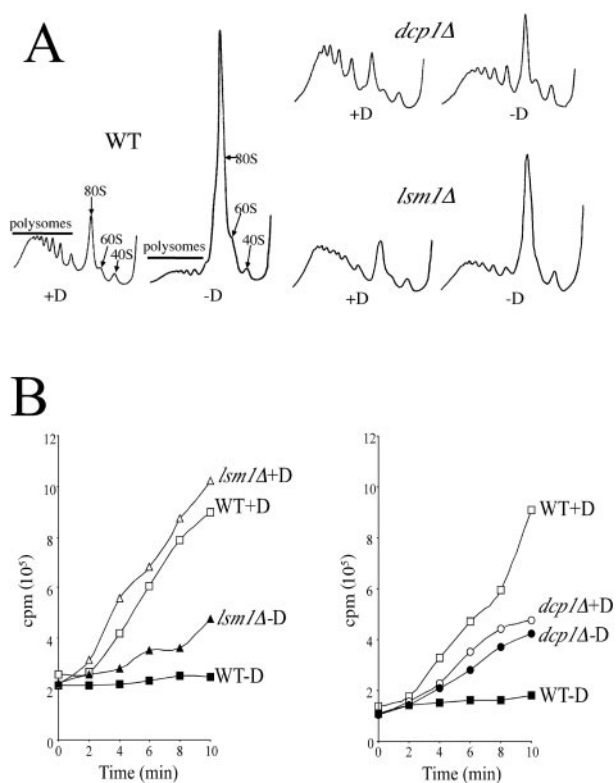 A
WT
polysomes
80S
60S
40S
+D
polysomes
80S
60S
40S
-D
dcp1Δ
+D
-D
lsm1Δ
+D
-D
B
12
10
8
6
4
2
0
cpm (10⁵)
0 2 4 6 8 10
Time (min)
lsm1Δ+D
WT+D
lsm1Δ-D
WT-D
12
10
8
6
4
2
0
cpm (10⁵)
0 2 4 6 8 10
Time (min)
WT+D
dcp1Δ+D
dcp1Δ-D
WT-D